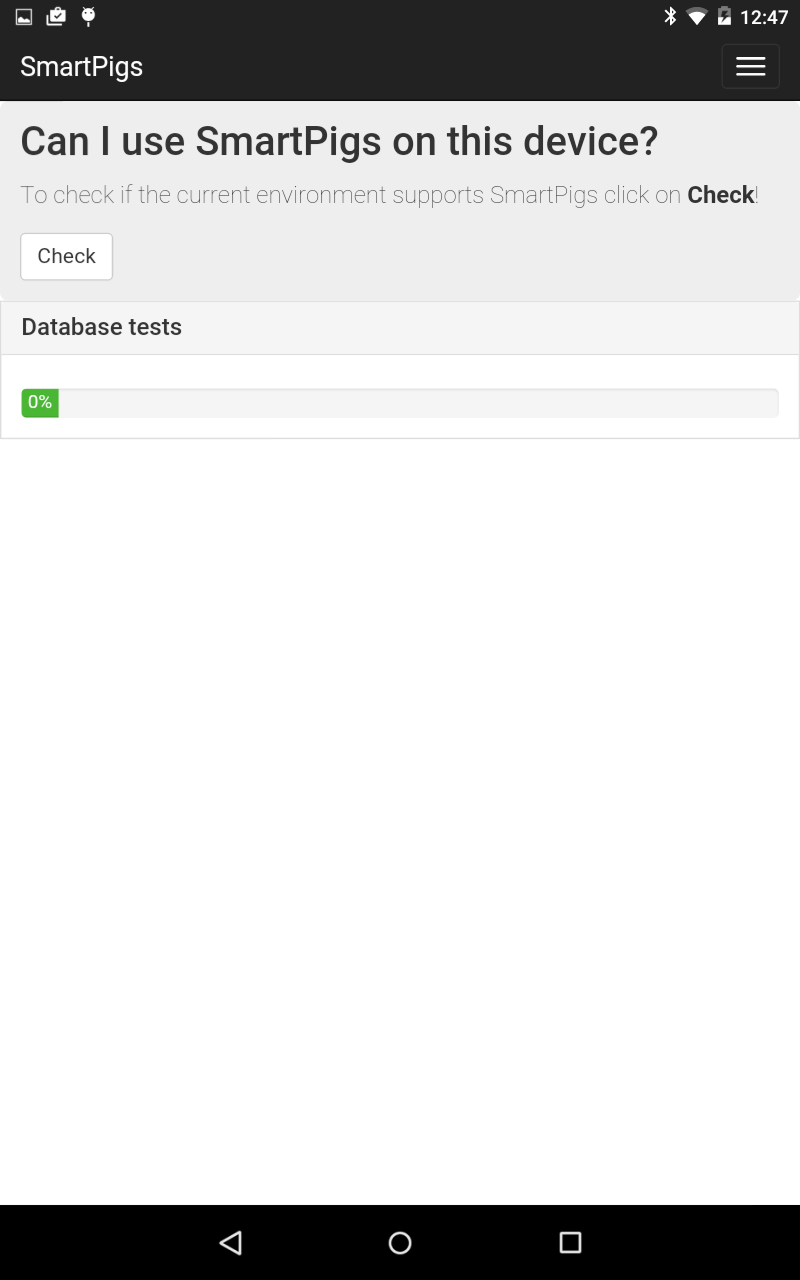 12:47
SmartPigs
Can I use SmartPigs on this device?
To check if the current environment supports SmartPigs click on Check!
Check
Database tests
0%